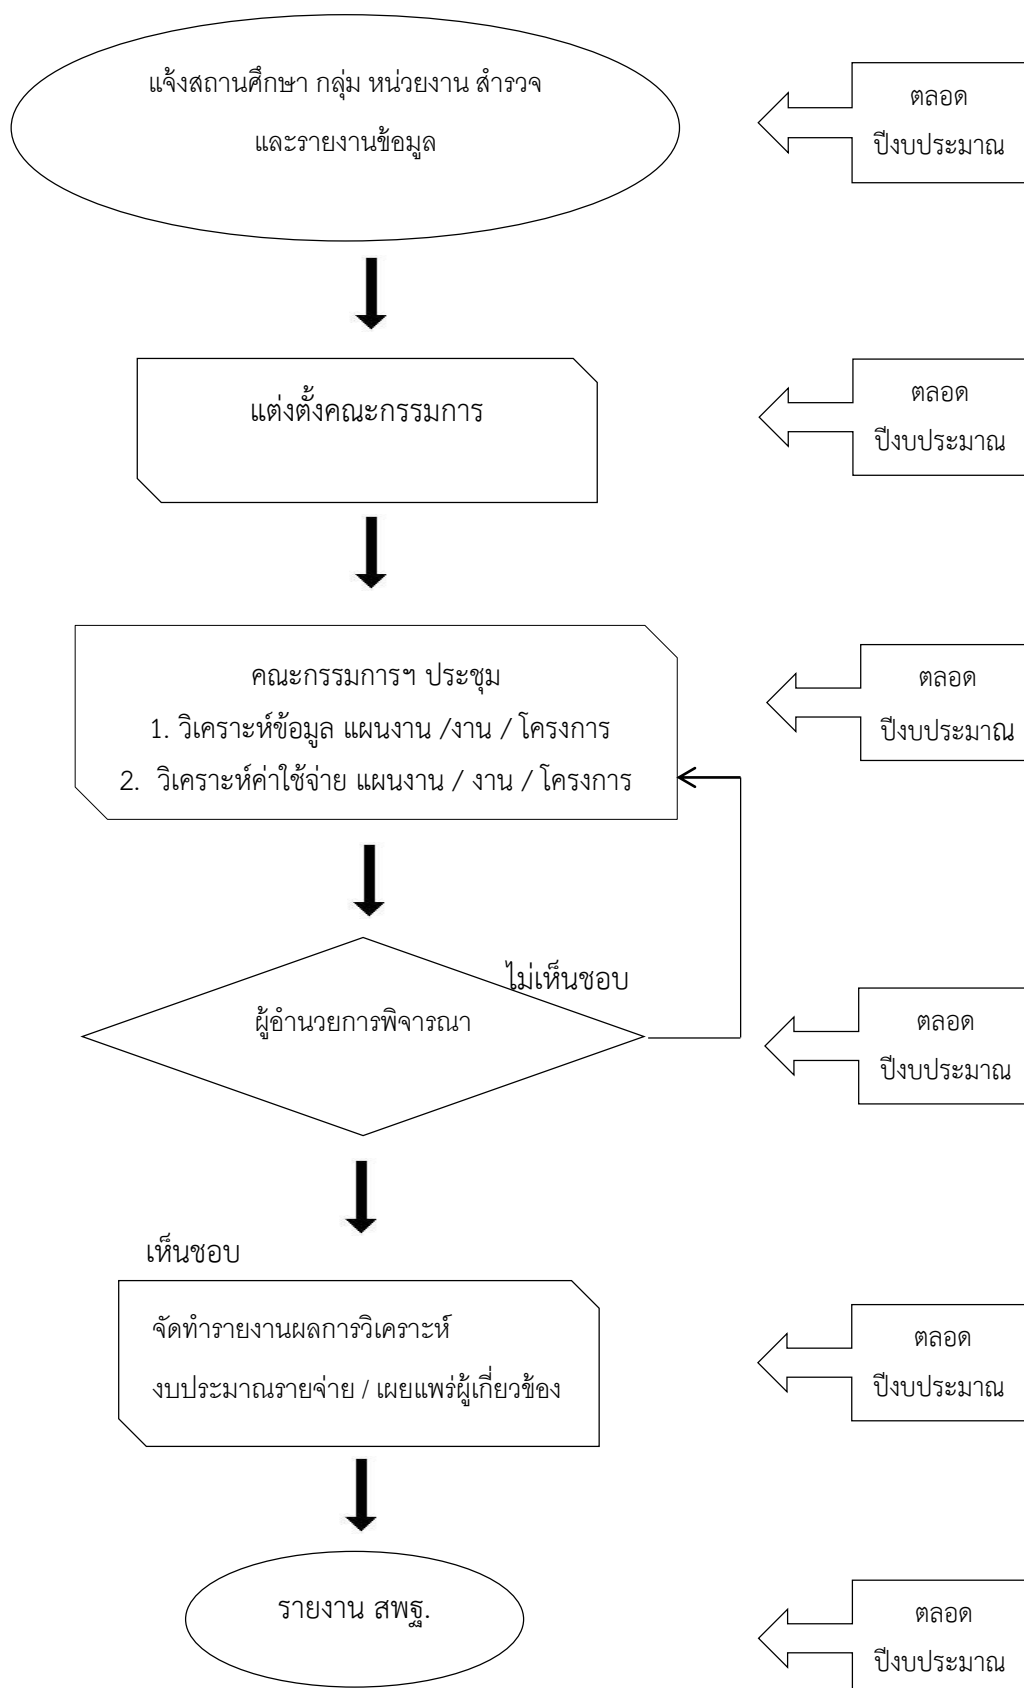 แจ้งสถานศึกษา กลุ่ม หน่วยงาน สำรวจ
และรายงานข้อมูล
ตลอด
ปีงบประมาณ
แต่งตั้งคณะกรรมการ
ตลอด
ปีงบประมาณ
คณะกรรมการฯ ประชุม
1. วิเคราะห์ข้อมูล แผนงาน /งาน / โครงการ
2. วิเคราะห์ค่าใช้จ่าย แผนงาน / งาน / โครงการ
ตลอด
ปีงบประมาณ
ไม่เห็นชอบ
ผู้อำนวยการพิจารณา
ตลอด
ปีงบประมาณ
เห็นชอบ
จัดทำรายงานผลการวิเคราะห์
งบประมาณรายจ่าย / เผยแพร่ผู้เกี่ยวข้อง
ตลอด
ปีงบประมาณ
รายงาน สพฐ.
ตลอด
ปีงบประมาณ